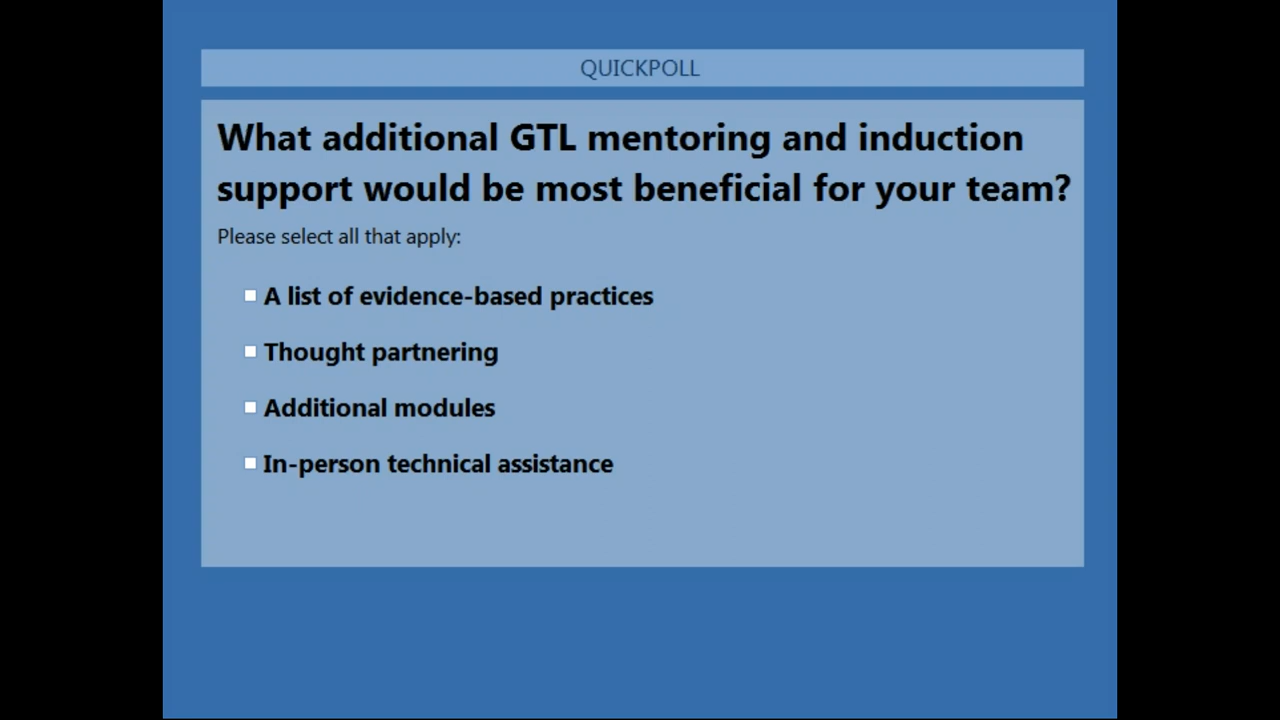 QUICKPOLL
What additional GTL mentoring and induction
support would be most beneficial for your team?
Please select all that apply:
A list of evidence-based practices
Thought partnering
Additional modules
In-person technical assistance